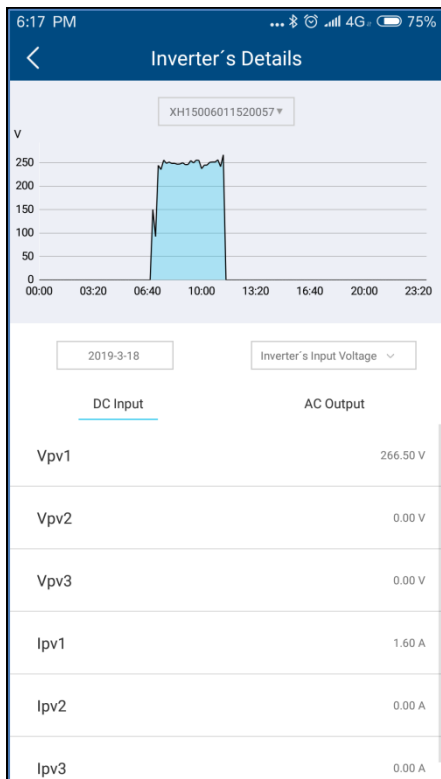 6:17 PM ... 4G 75%
Inverter´s Details
XH15006011520057▼
V
250
200
150
100
50
0
00:00 03:20 06:40 10:00 13:20 16:40 20:00 23:20
2019-3-18 Inverter´s Input Voltage
DC Input AC Output
Vpv1 266.50 V
Vpv2 0.00 V
Vpv3 0.00 V
Ipv1 1.60 A
Ipv2 0.00 A
Ipv3 0.00 A